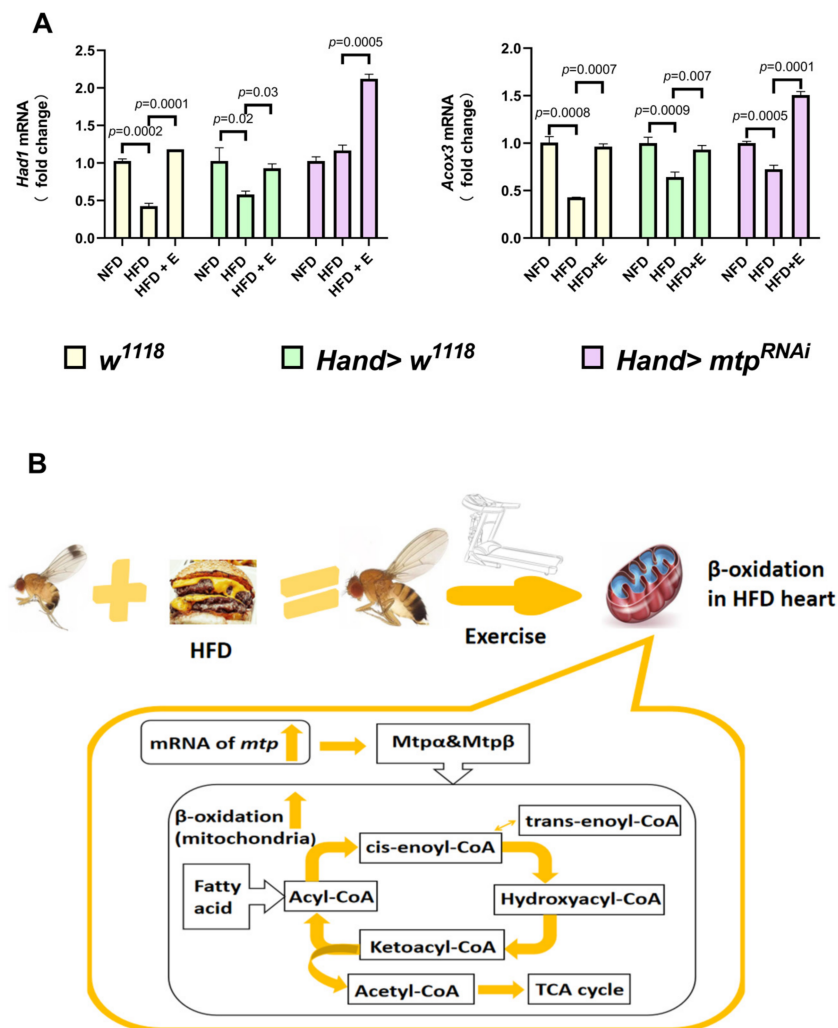 A
Had1 mRNA
( fold change)
2.5
2.0
1.5
1.0
0.5
0.0
p=0.0002
p=0.0001
p=0.02
p=0.03
p=0.0005
NFD
HFD
HFD + E
NFD
HFD
HFD + E
NFD
HFD
HFD + E
Acox3 mRNA
( fold change)
2.0
1.5
1.0
0.5
0.0
p=0.0008
p=0.0007
p=0.0009
p=0.007
p=0.0005
p=0.0001
NFD
HFD
HFD+E
NFD
HFD
HFD+E
NFD
HFD
HFD+E
w1118
Hand> w1118
Hand> mtpRNAi
B
HFD
Exercise
β-oxidation
in HFD heart
mRNA of mtp
Mtpα&Mtpβ
β-oxidation
(mitochondria)
trans-enoyl-CoA
cis-enoyl-CoA
Fatty
acid
Acyl-CoA
Hydroxyacyl-CoA
Ketoacyl-CoA
Acetyl-CoA
TCA cycle